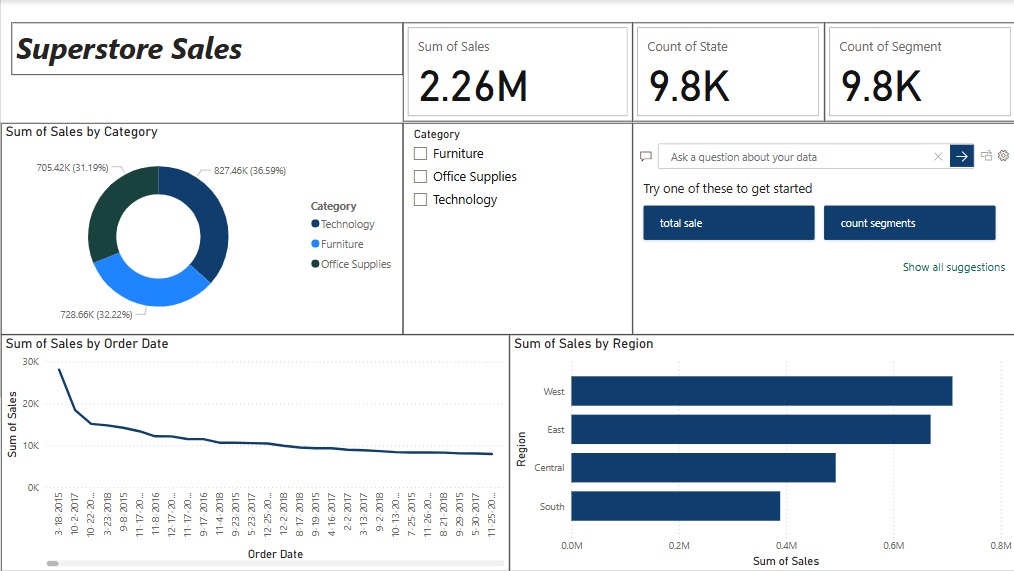 Superstore Sales
Sum of Sales
2.26M
Count of State
9.8K
Count of Segment
9.8K
Sum of Sales by Category
705.42K (31.19%)
827.46K (36.59%)
728.66K (32.22%)
Category
Technology
Furniture
Office Supplies
Category
Furniture
Office Supplies
Technology
Ask a question about your data
Try one of these to get started
total sale
count segments
Show all suggestions
Sum of Sales by Order Date
Sum of Sales
30K
20K
10K
0K
3-18-2015
10-2-2017
10-22-20...
3-23-2018
9-8-2015
11-17-20...
11-8-2016
12-17-20...
11-17-20...
9-17-2016
11-4-2018
9-23-2015
5-23-2017
12-25-20...
12-2-2018
8-17-2018
9-19-2015
4-16-2017
2-2-2017
3-13-2017
9-2-2018
10-13-20...
7-25-2015
11-26-20...
8-21-2018
9-29-2015
5-30-2017
11-25-20...
Order Date
Sum of Sales by Region
Region
West
East
Central
South
0.0M
0.2M
0.4M
0.6M
0.8M
Sum of Sales